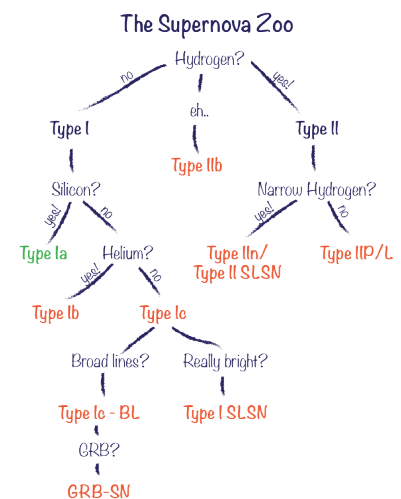 The Supernova Zoo
Hydrogen?
no
yes!
eh..
Type I
Type II
Type IIb
Silicon?
Narrow Hydrogen?
yes!
no
yes!
no
Type Ia
Helium?
Type IIn/
Type II SLSN
Type IIP/L
yes!
no
Type Ib
Type Ic
Broad lines?
Really bright?
Type Ic - BL
Type I SLSN
GRB?
GRB-SN